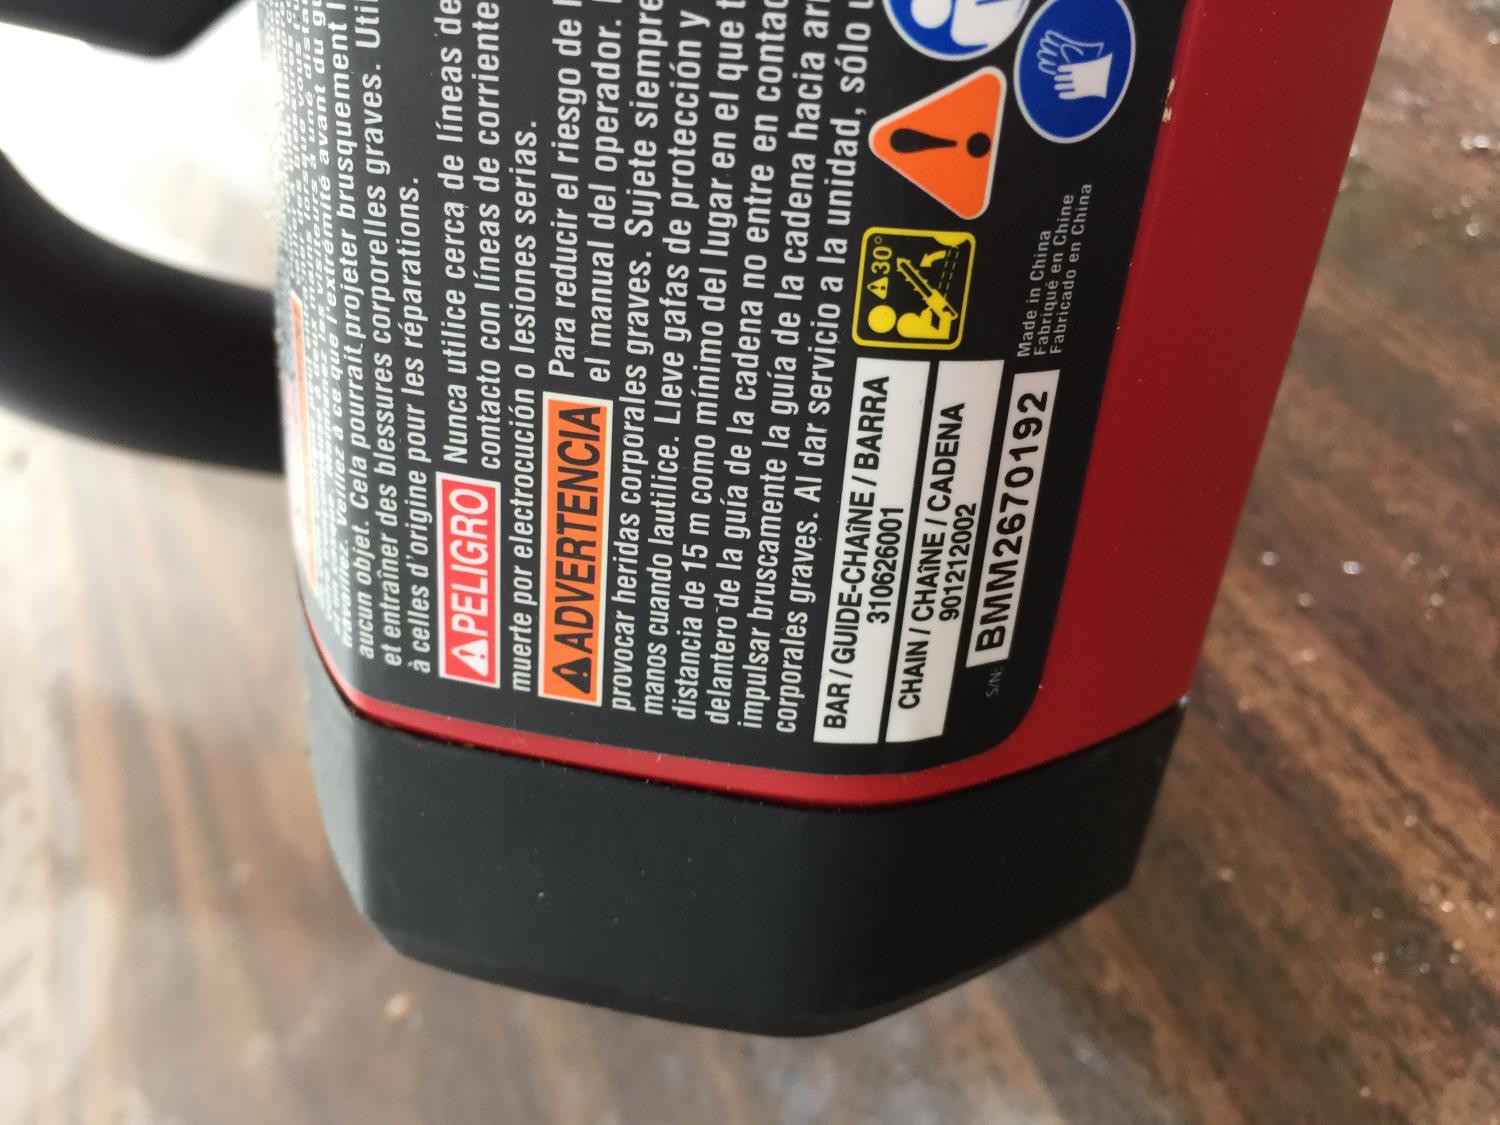 aucun objet. Cela pourrait projeter brusquement l
et entraîner des blessures corporelles graves. Uti
à celles d'origine pour les réparations.
PELIGRO Nunca utilice cerca de líneas de
contacto con líneas de corriente
muerte por electrocución o lesiones serias.
ADVERTENCIA Para reducir el riesgo de
el manual del operador.
provocar heridas corporales graves. Sujete siempre
manos cuando lautilice. Lleve gafas de protección y
distancia de 15 m como mínimo del lugar en el que t
delantero de la guía de la cadena no entre en contac
impulsar bruscamente la guía de la cadena hacia arr
corporales graves. Al dar servicio a la unidad, sólo u
30°
BAR / GUIDE-CHAîNE / BARRA
310626001
CHAIN / CHAîNE / CADENA
901212002
S/N: BMM2670192
Made in China
Fabriqué en Chine
Fabricado en China